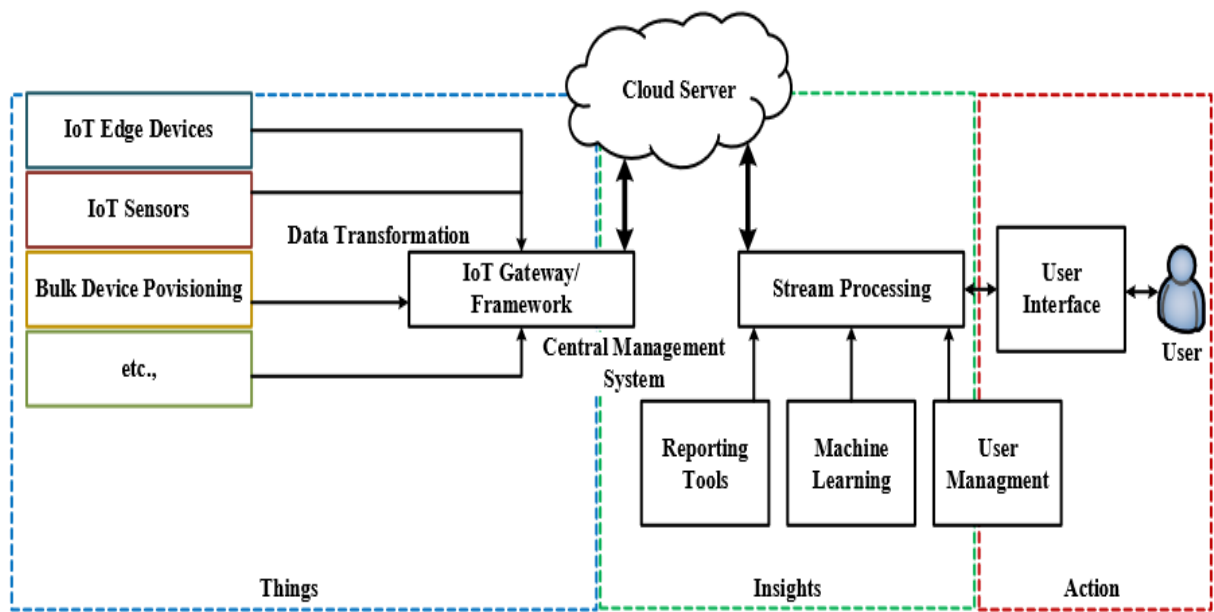 Cloud Server
IoT Edge Devices
IoT Sensors
Data Transformation
Bulk Device Povisioning
IoT Gateway/
Framework
Stream Processing
User
Interface
User
etc.,
Central Management
System
Reporting
Tools
Machine
Learning
User
Managment
Things
Insights
Action